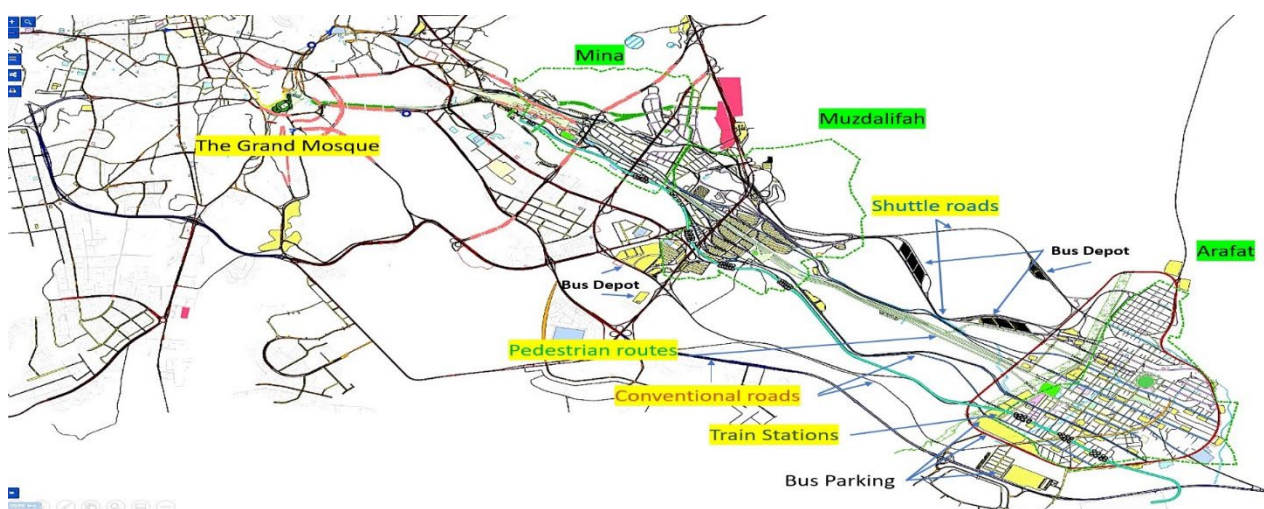 Mina
Muzdalifah
The Grand Mosque
Shuttle roads
Bus Depot
Arafat
Bus Depot
Pedestrian routes
Conventional roads
Train Stations
Bus Parking